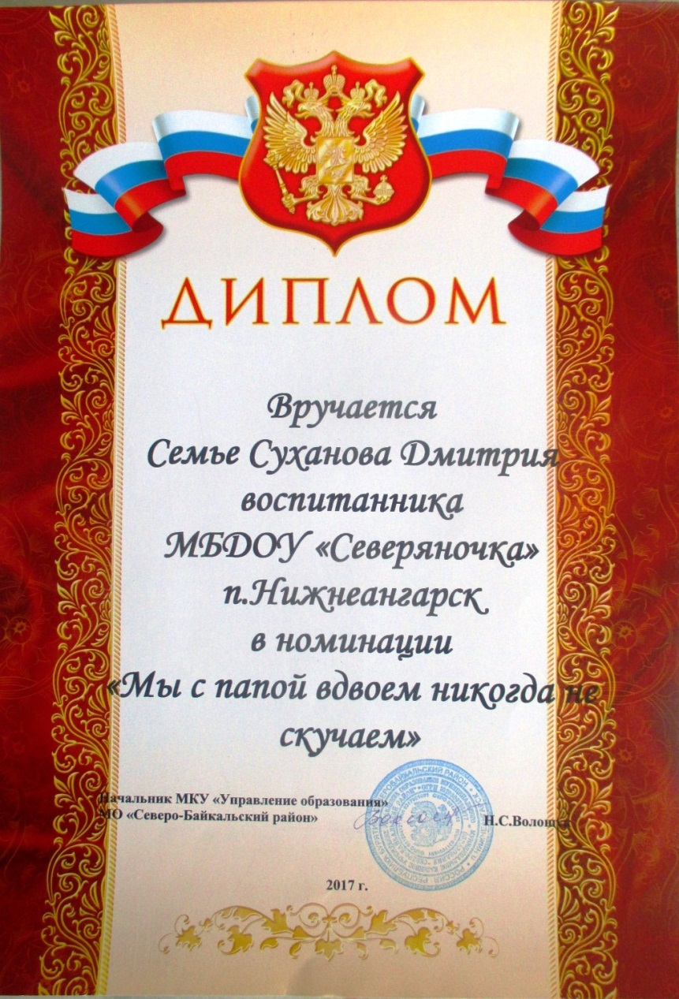 ДИПЛОМ
Вручается
Семье Суханова Дмитрия
воспитанника
МБДОУ «Северяночка»
п.Нижнеангарск
в номинации
«Мы с папой вдвоем никогда не
скучаем»
Начальник МКУ «Управление образования»
МО «Северо-Байкальский район»
Н.С.Волощук
2017 г.